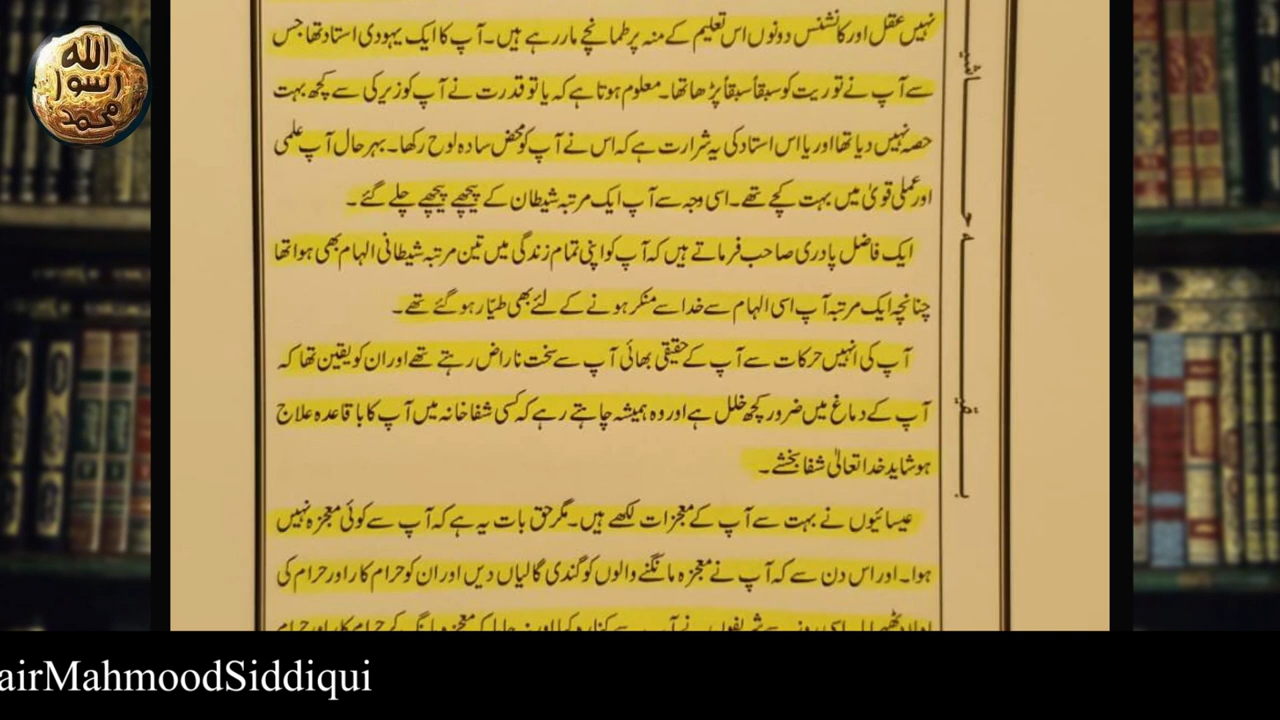 نہیں عقل اور کانشنس دونوں اس تعلیم کے منہ پر طمانچے مار رہے ہیں۔ آپ کا ایک یہودی استاد تھا جس
سے آپ نے توریت کو سبقاً سبقاً پڑھا تھا۔ معلوم ہوتا ہے کہ یا تو قدرت نے آپ کو زیرکی سے کچھ بہت
حصہ نہیں دیا تھا اور یا اس استاد کی یہ شرارت ہے کہ اس نے آپ کو محض سادہ لوح رکھا۔ بہرحال آپ علمی
اور عملی قویٰ میں بہت کچے تھے۔ اسی وجہ سے آپ ایک مرتبہ شیطان کے پیچھے پیچھے چلے گئے۔
ایک فاضل پادری صاحب فرماتے ہیں کہ آپ کو اپنی تمام زندگی میں تین مرتبہ شیطانی الہام بھی ہوا تھا
چنانچہ ایک مرتبہ آپ اسی الہام سے خدا سے منکر ہونے کے لئے بھی طیار ہو گئے تھے۔
آپ کی انہیں حرکات سے آپ کے حقیقی بھائی آپ سے سخت ناراض رہتے تھے اور ان کو یقین تھا کہ
آپ کے دماغ میں ضرور کچھ خلل ہے اور وہ ہمیشہ چاہتے رہے کہ کسی شفاخانہ میں آپ کا باقاعدہ علاج
ہو شاید خدا تعالیٰ شفا بخشے۔
عیسائیوں نے بہت سے آپ کے معجزات لکھے ہیں۔ مگر حق بات یہ ہے کہ آپ سے کوئی معجزہ نہیں
ہوا۔ اور اس دن سے کہ آپ نے معجزہ مانگنے والوں کو گندی گالیاں دیں اور ان کو حرام کار اور حرام کی
بقیہ حاشیہ
الله
رسول
محمد
airMahmoodSiddiqui